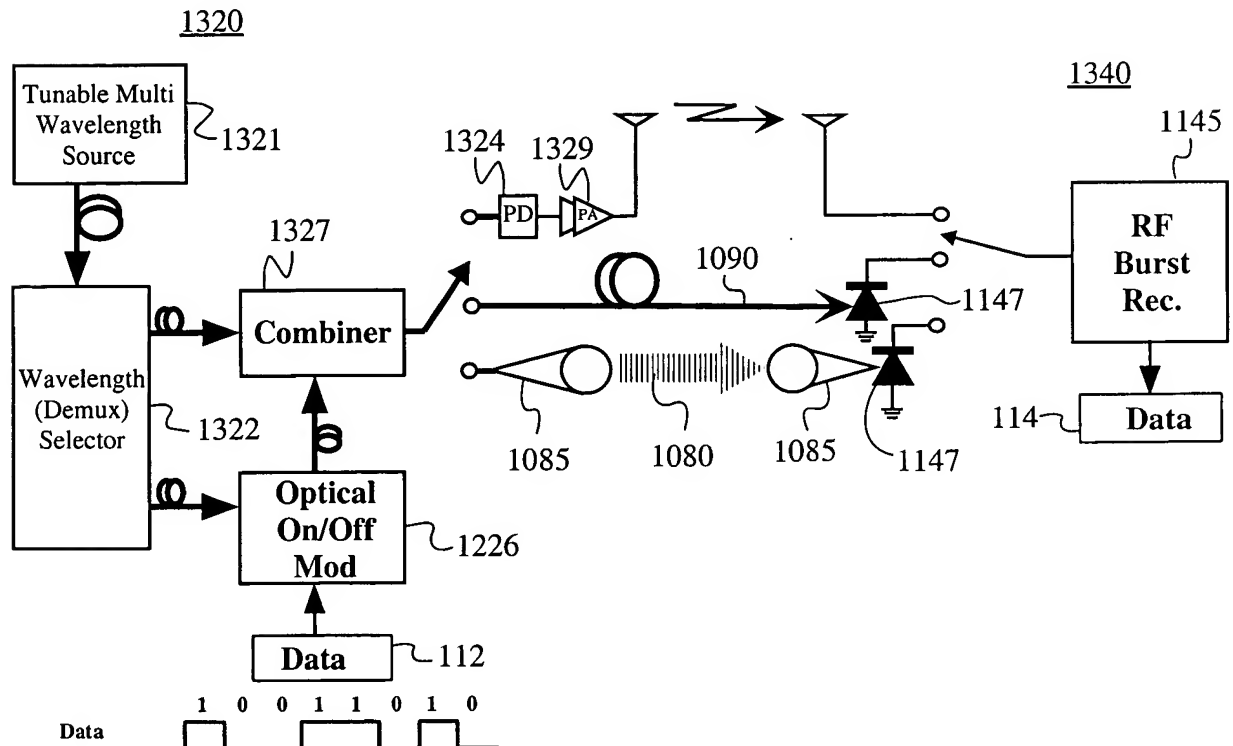 1320
Tunable Multi
Wavelength
Source
1321
1340
1324
1329
1145
PD
PA
1327
RF
Burst
Rec.
1090
1147
Combiner
Wavelength
(Demux)
Selector
1322
1085
1080
1085
1147
114
Data
Optical
On/Off
Mod
1226
Data
112
1 0 0 1 1 0 1 0
Data